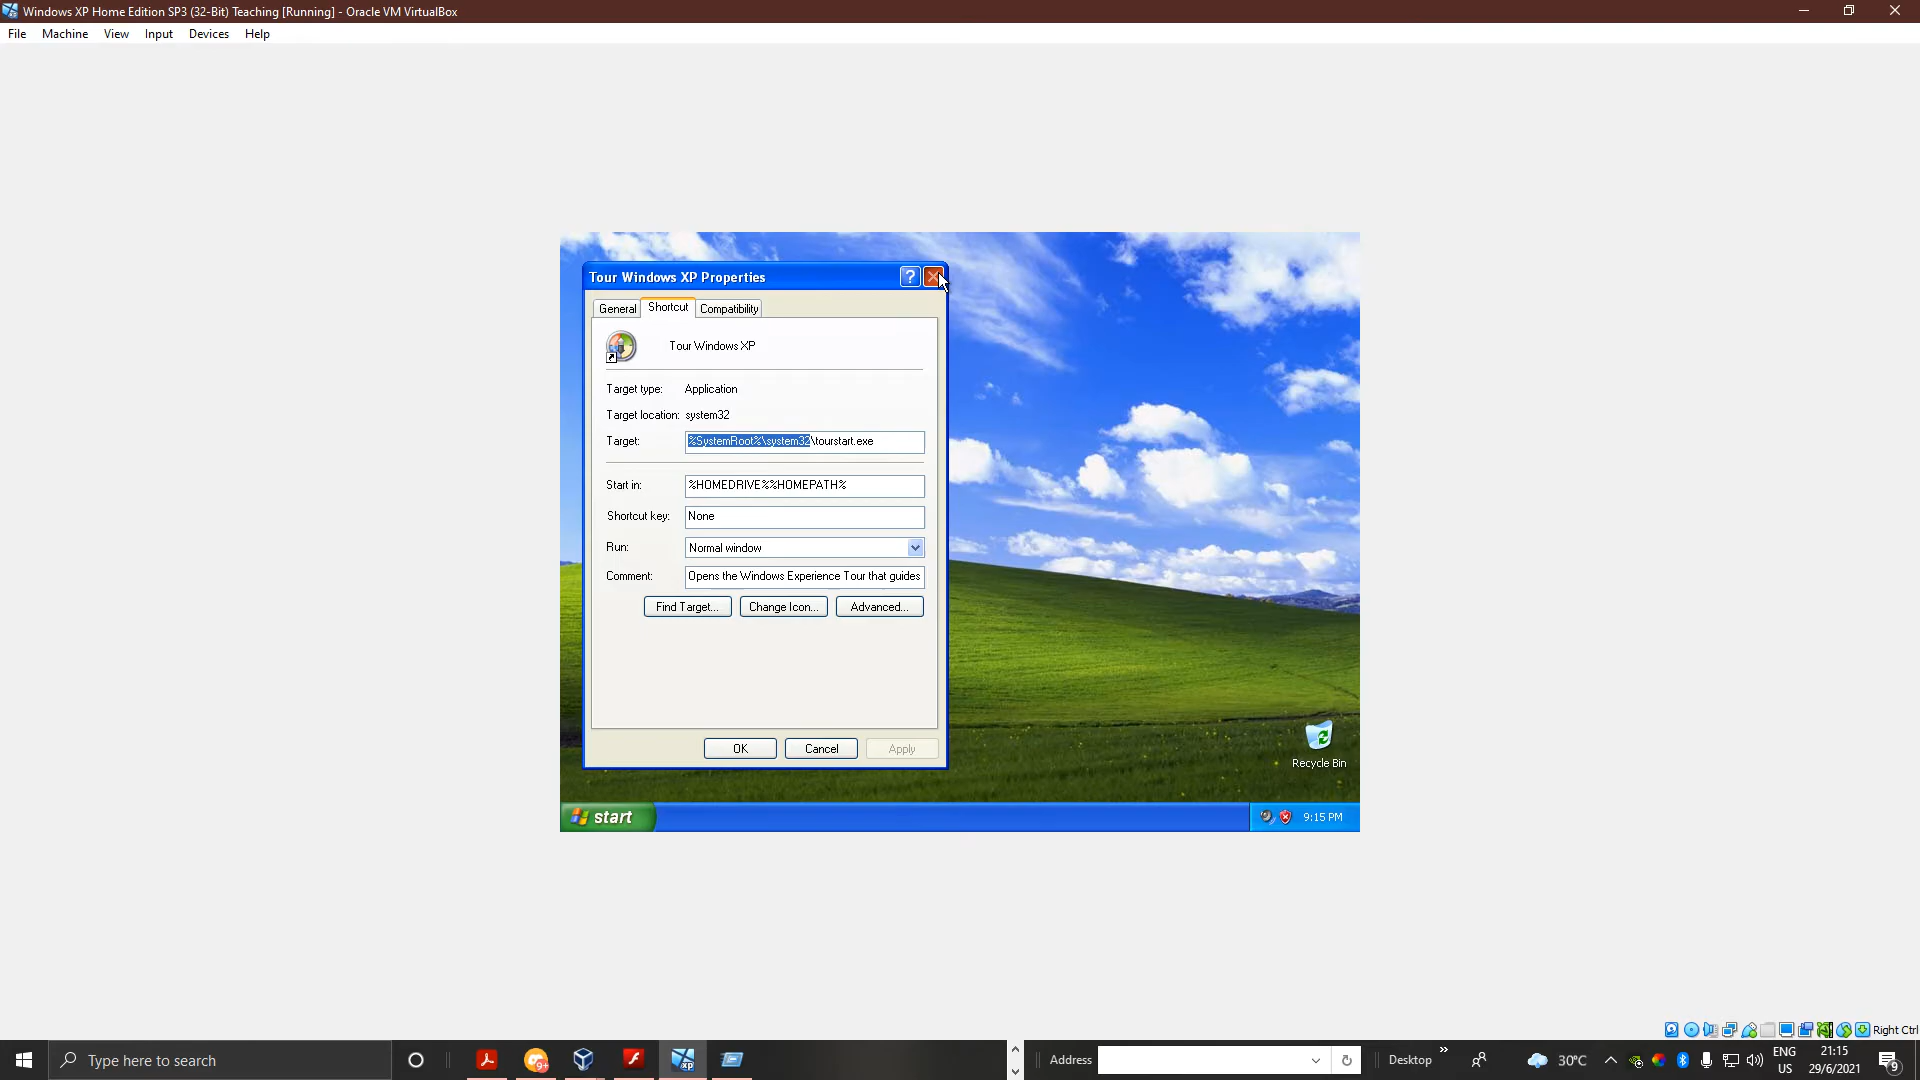 Windows XP Home Edition SP3 (32-Bit) Teaching [Running] - Oracle VM VirtualBox
File Machine View Input Devices Help
Tour Windows XP Properties
General Shortcut Compatibility
Tour Windows XP
Target type: Application
Target location: system32
Target: %SystemRoot%\system32\tourstart.exe
Start in: %HOMEDRIVE%%HOMEPATH%
Shortcut key: None
Run: Normal window
Comment: Opens the Windows Experience Tour that guides
Find Target... Change Icon... Advanced...
OK Cancel Apply
Recycle Bin
start 9:15 PM
Right Ctrl
Type here to search
xp
Address
Desktop
30°C
ENG
US
21:15
29/6/2021
9